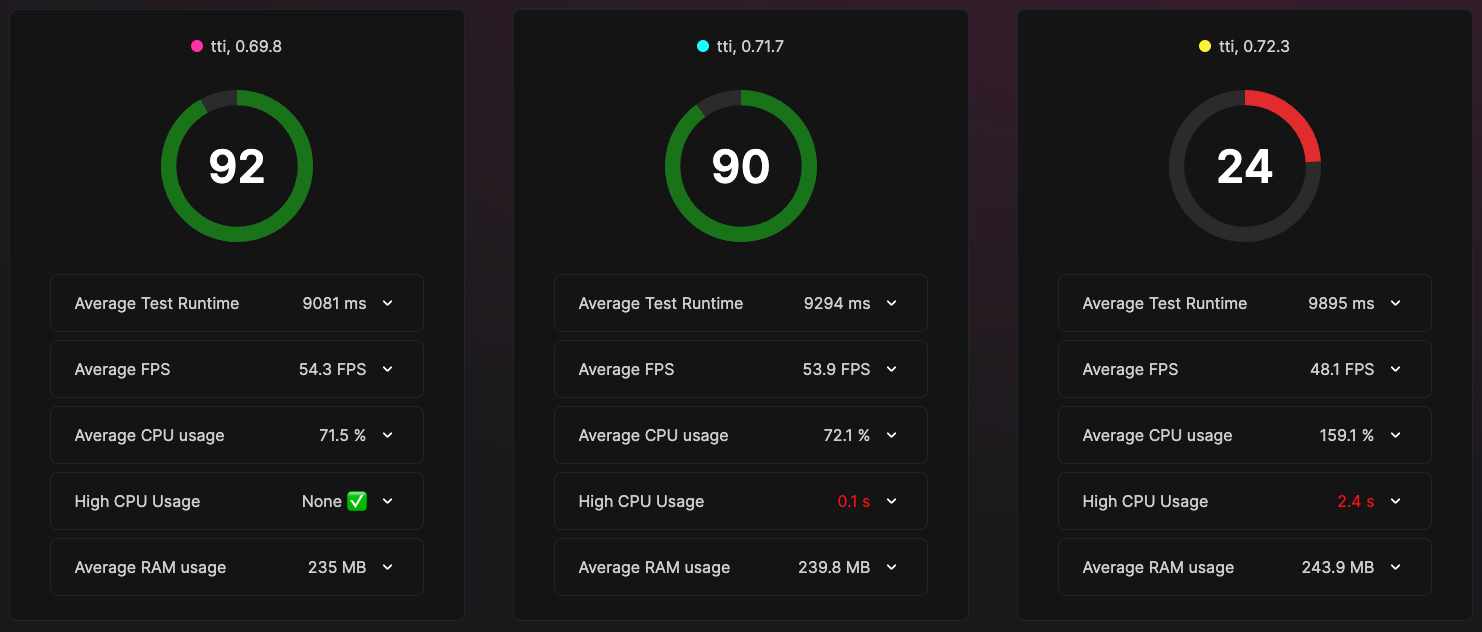 tti, 0.69.8
92
Average Test Runtime 9081 ms
Average FPS 54.3 FPS
Average CPU usage 71.5 %
High CPU Usage None ✅
Average RAM usage 235 MB
tti, 0.71.7
90
Average Test Runtime 9294 ms
Average FPS 53.9 FPS
Average CPU usage 72.1 %
High CPU Usage 0.1 s
Average RAM usage 239.8 MB
tti, 0.72.3
24
Average Test Runtime 9895 ms
Average FPS 48.1 FPS
Average CPU usage 159.1 %
High CPU Usage 2.4 s
Average RAM usage 243.9 MB